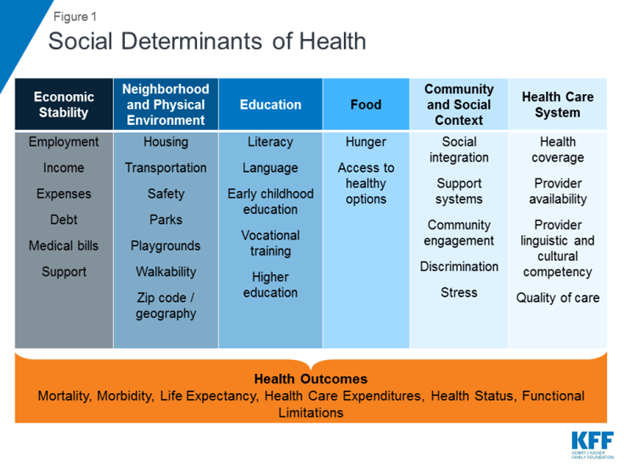 Figure 1
Social Determinants of Health
Economic
Stability
Neighborhood
and Physical
Environment
Education
Food
Community
and Social
Context
Health Care
System
Employment
Income
Expenses
Debt
Medical bills
Support
Housing
Transportation
Safety
Parks
Playgrounds
Walkability
Zip code /
geography
Literacy
Language
Early childhood
education
Vocational
training
Higher
education
Hunger
Access to
healthy
options
Social
integration
Support
systems
Community
engagement
Discrimination
Stress
Health
coverage
Provider
availability
Provider
linguistic and
cultural
competency
Quality of care
Health Outcomes
Mortality, Morbidity, Life Expectancy, Health Care Expenditures, Health Status, Functional
Limitations
KFF
HENRY J KAISER
FAMILY FOUNDATION